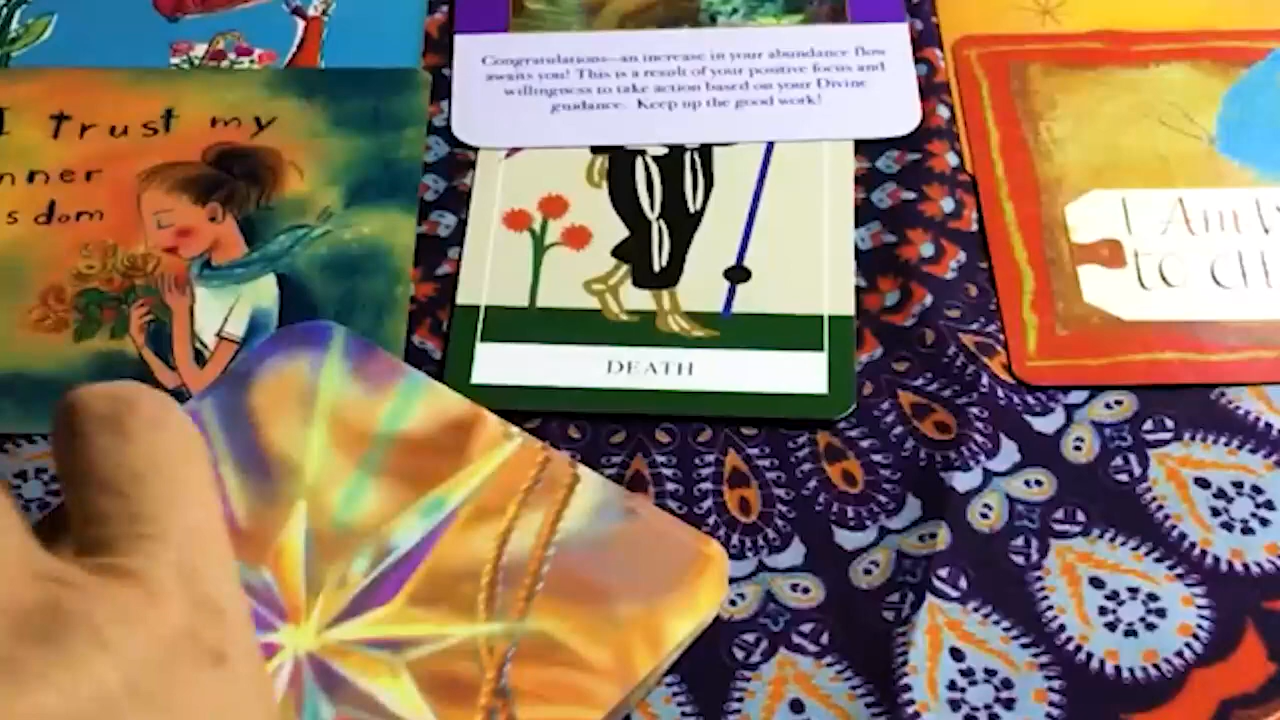 I trust my
nner
sdom
Congratulations—an increase in your abundance flow
awaits you! This is a result of your positive focus and
willingness to take action based on your Divine
guidance. Keep up the good work!
DEATH
I Am
to